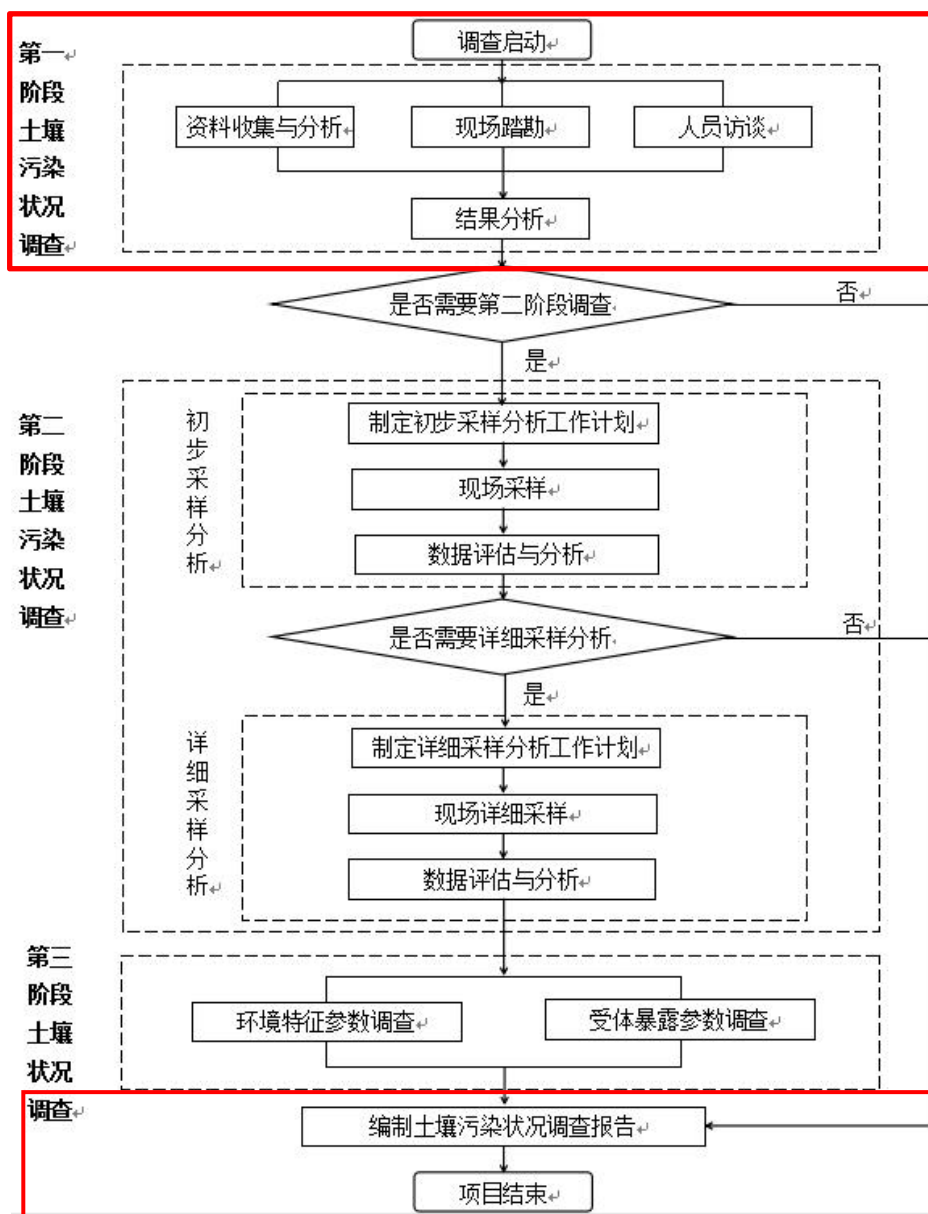 调查启动
第一
阶段
土壤
污染
状况
调查
资料收集与分析
现场踏勘
人员访谈
结果分析
是否需要第二阶段调查
否
是
第二
阶段
土壤
污染
状况
调查
初
步
采
样
分
析
制定初步采样分析工作计划
现场采样
数据评估与分析
是否需要详细采样分析
否
是
详
细
采
样
分
析
制定详细采样分析工作计划
现场详细采样
数据评估与分析
第三
阶段
土壤
状况
调查
环境特征参数调查
受体暴露参数调查
编制土壤污染状况调查报告
项目结束